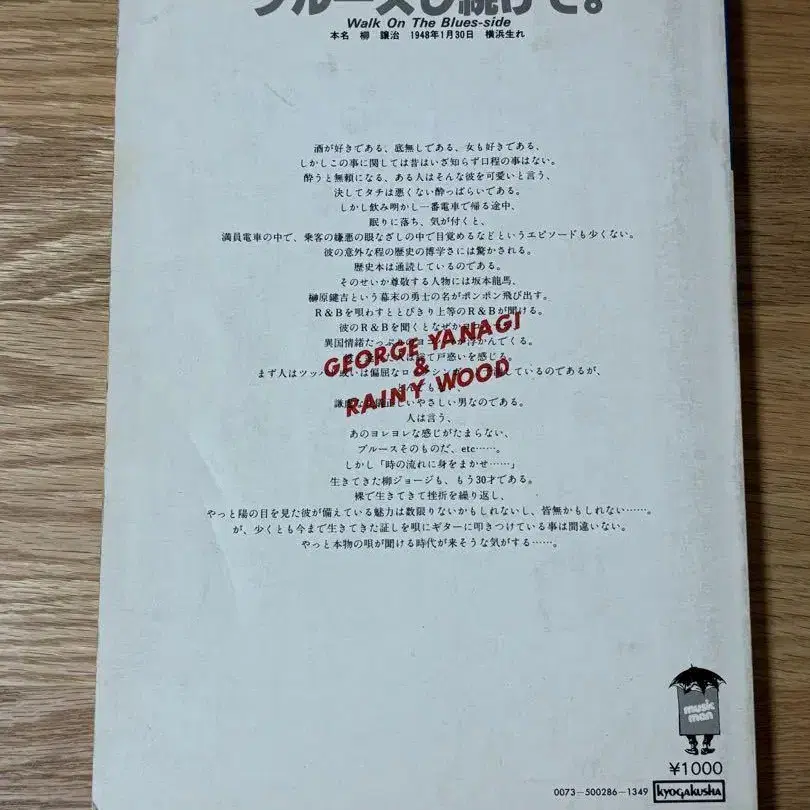 ブルースし続けて。
Walk On The Blues-side
本名 柳 譲治 1948年1月30日 横浜生れ
酒が好きである、底無しである、女も好きである、
しかしこの事に関しては昔はいざ知らず口程の事はない。
酔うと無頼になる、ある人はそんな彼を可愛いと言う、
決してタチは悪くない酔っぱらいである。
しかし飲み明かし一番電車で帰る途中、
眠りに落ち、気が付くと、
満員電車の中で、乗客の嫌悪の眼なざしの中で目覚めるなどというエピソードも少くない。
彼の意外な程の歴史の博学さには驚かされる。
歴史本は通読しているのである。
そのせいか尊敬する人物には坂本龍馬、
榊原鍵吉という幕末の勇士の名がポンポン飛び出す。
R&Bを唄わすととびきり上等のR&Bが聞ける。
彼のR&Bを聞くとなぜか
異国情緒たっぷり
が浮かんでくる。
て戸惑いを感じる。
GEORGE YANAGI
&
RAINY WOOD
まず人はツッパ
或いは偏屈な
しているのであるが、
しいやさしい男なのである。
人は言う、
あのヨレヨレな感じがたまらない、
ブルースそのものだ、etc……。
しかし「時の流れに身をまかせ……」
生きてきた柳ジョージも、もう30才である。
裸で生きてきて挫折を繰り返し、
やっと陽の目を見た彼が備えている魅力は数限りないかもしれないし、皆無かもしれない……。
が、少くとも今まで生きてきた証しを唄にギターに叩きつけている事は間違いない。
やっと本物の唄が聞ける時代が来そうな気がする……。
music man
¥1000
0073-500286-1349
kyogakusha